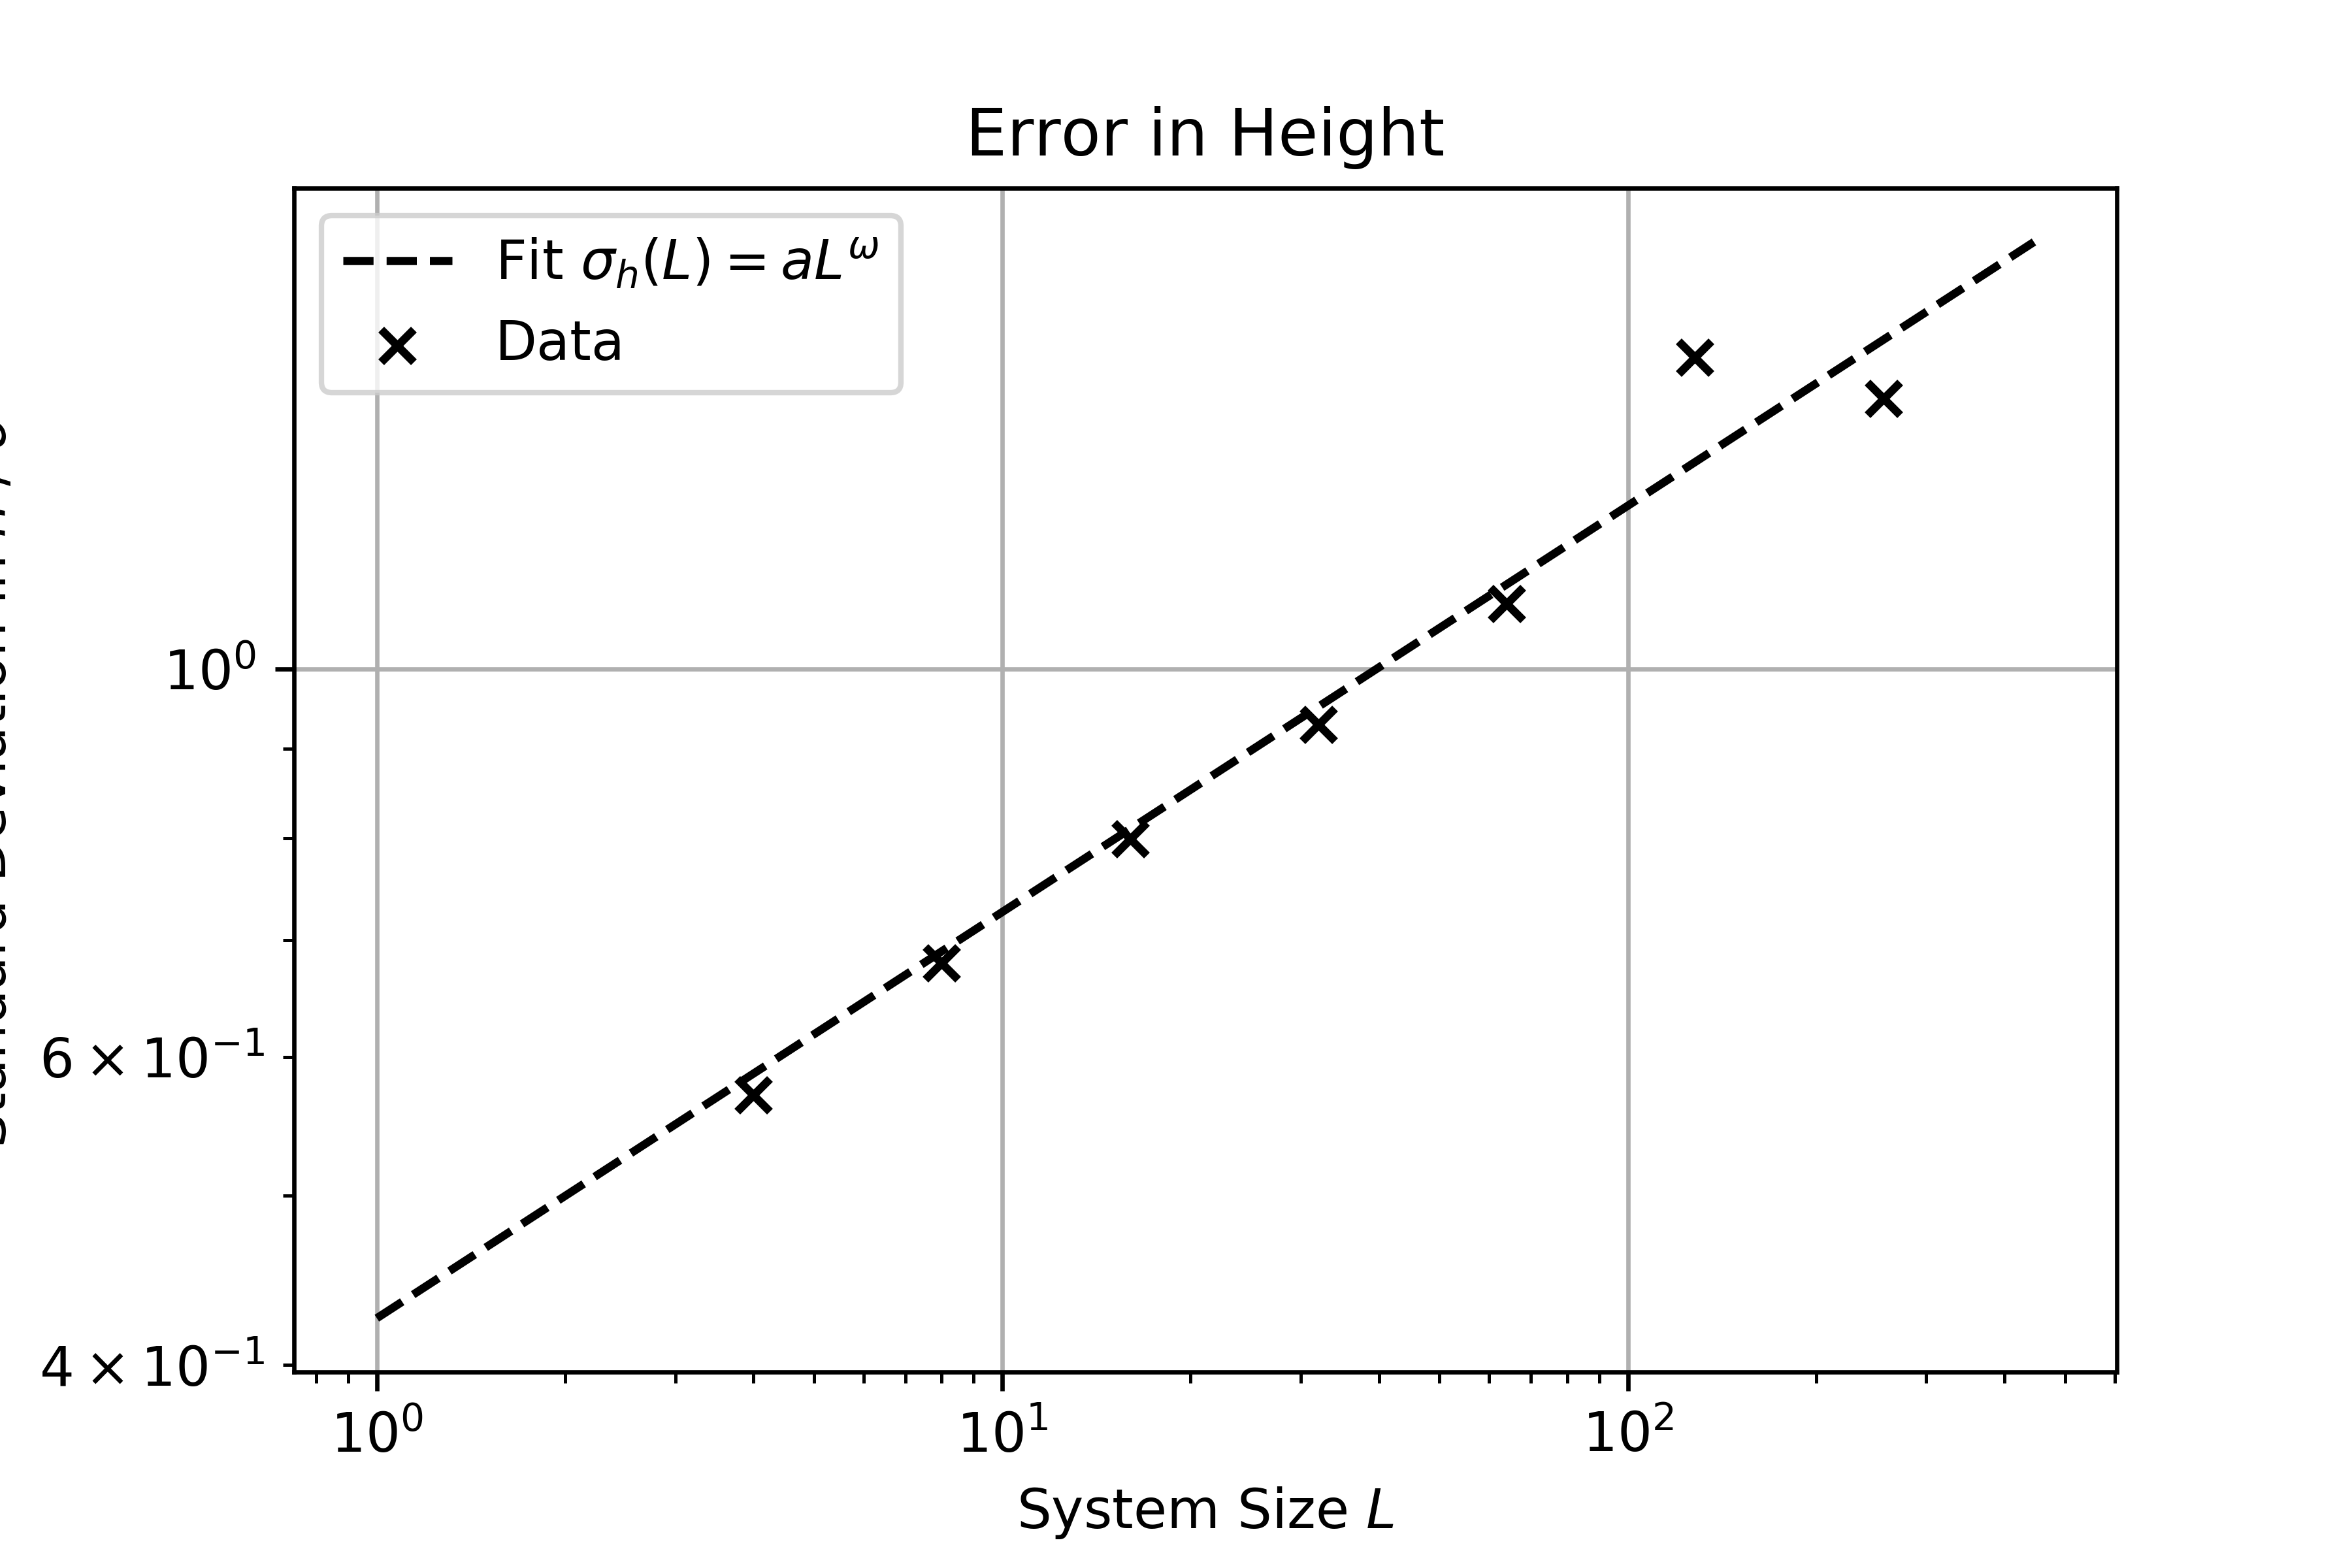 Error in Height
Fit σ_h(L) = aL^ω
Data
10^0
6 × 10^−1
4 × 10^−1
10^0
10^1
10^2
System Size L